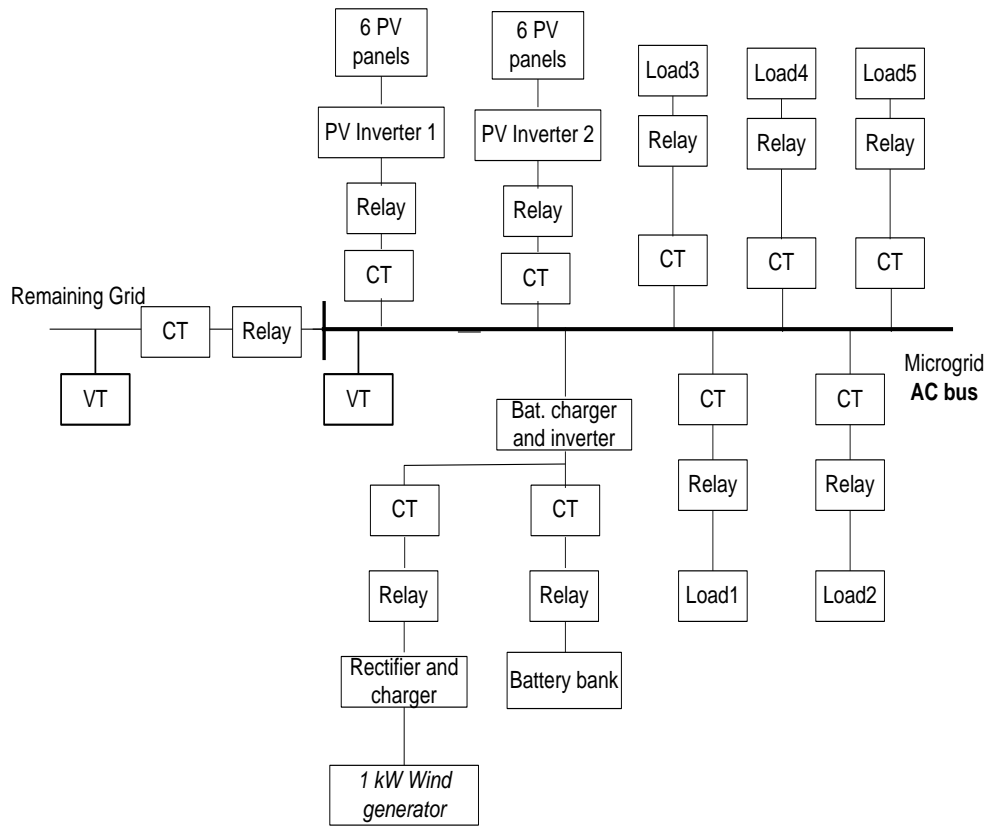 6 PV
panels
6 PV
panels
Load3
Load4
Load5
PV Inverter 1
PV Inverter 2
Relay
Relay
Relay
Relay
Relay
CT
CT
CT
CT
CT
Remaining Grid
CT
Relay
VT
VT
Microgrid
AC bus
Bat. charger
and inverter
CT
CT
CT
CT
Relay
Relay
Relay
Relay
Load1
Load2
Rectifier and
charger
Battery bank
1 kW Wind
generator